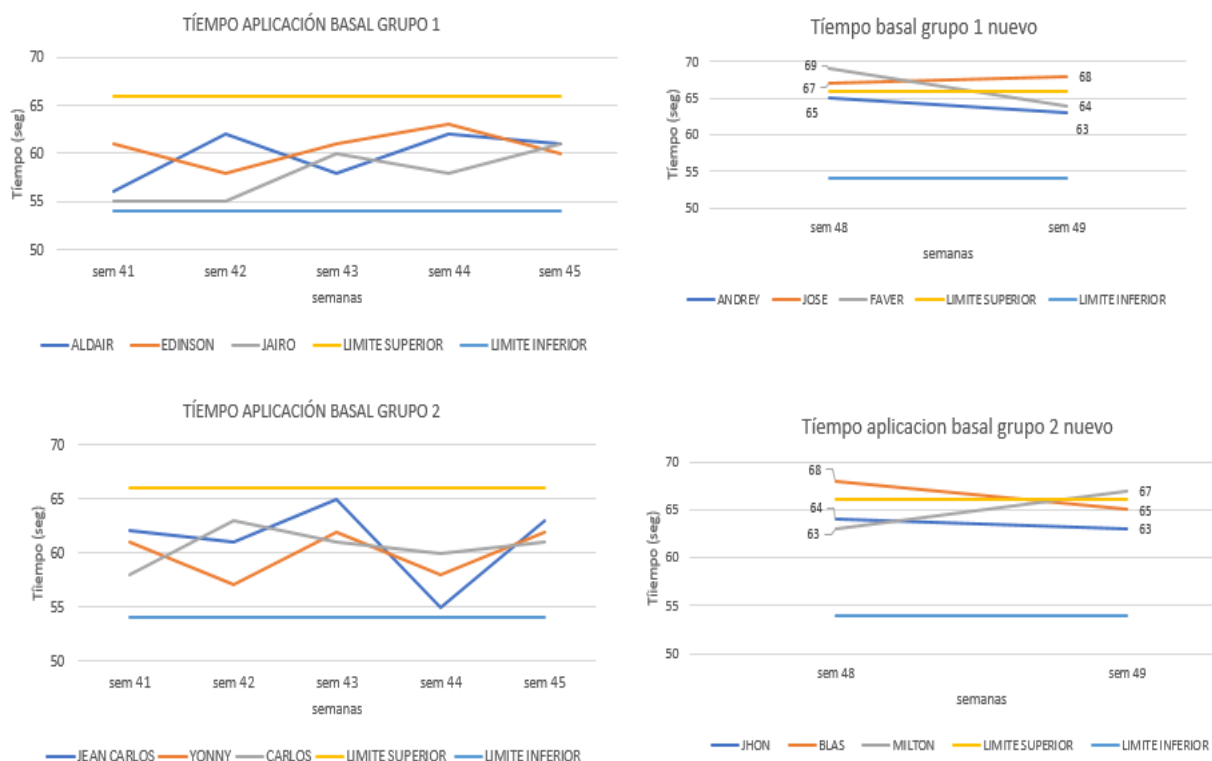 TÍEMPO APLICACIÓN BASAL GRUPO 1
Tíempo (seg)
70
65
60
55
50
sem 41 sem 42 sem 43 sem 44 sem 45
semanas
ALDAIR EDINSON JAIRO LIMITE SUPERIOR LIMITE INFERIOR
Tíempo basal grupo 1 nuevo
Tíempo (seg)
70
65
60
55
50
69
67
65
68
64
63
sem 48 sem 49
semanas
ANDREY JOSE FAVER LIMITE SUPERIOR LIMITE INFERIOR
TÍEMPO APLICACIÓN BASAL GRUPO 2
Tíiempo (seg)
70
65
60
55
50
sem 41 sem 42 sem 43 sem 44 sem 45
semanas
JEAN CARLOS YONNY CARLOS LIMITE SUPERIOR LIMITE INFERIOR
Tíempo aplicacion basal grupo 2 nuevo
Tíiempo (seg)
70
65
60
55
50
68
64
63
67
65
63
sem 48 sem 49
semanas
JHON BLAS MILTON LIMITE SUPERIOR LIMITE INFERIOR